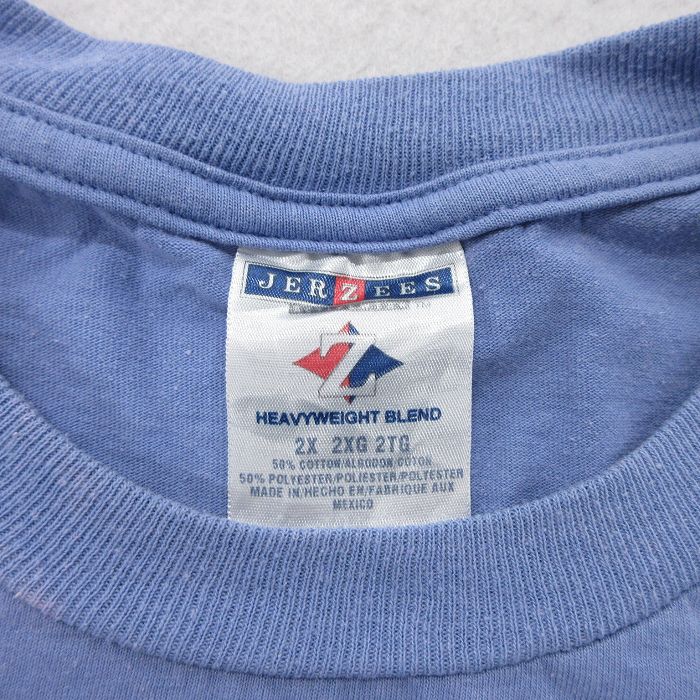 JERZEES
Z
HEAVYWEIGHT BLEND
2X 2XG 2TG
50% COTTON/ALGODON COTON
50% POLYESTER/POLIESTER/POLYESTER
MADE IN/HECHO EN/FABRIQUE AUX
MEXICO